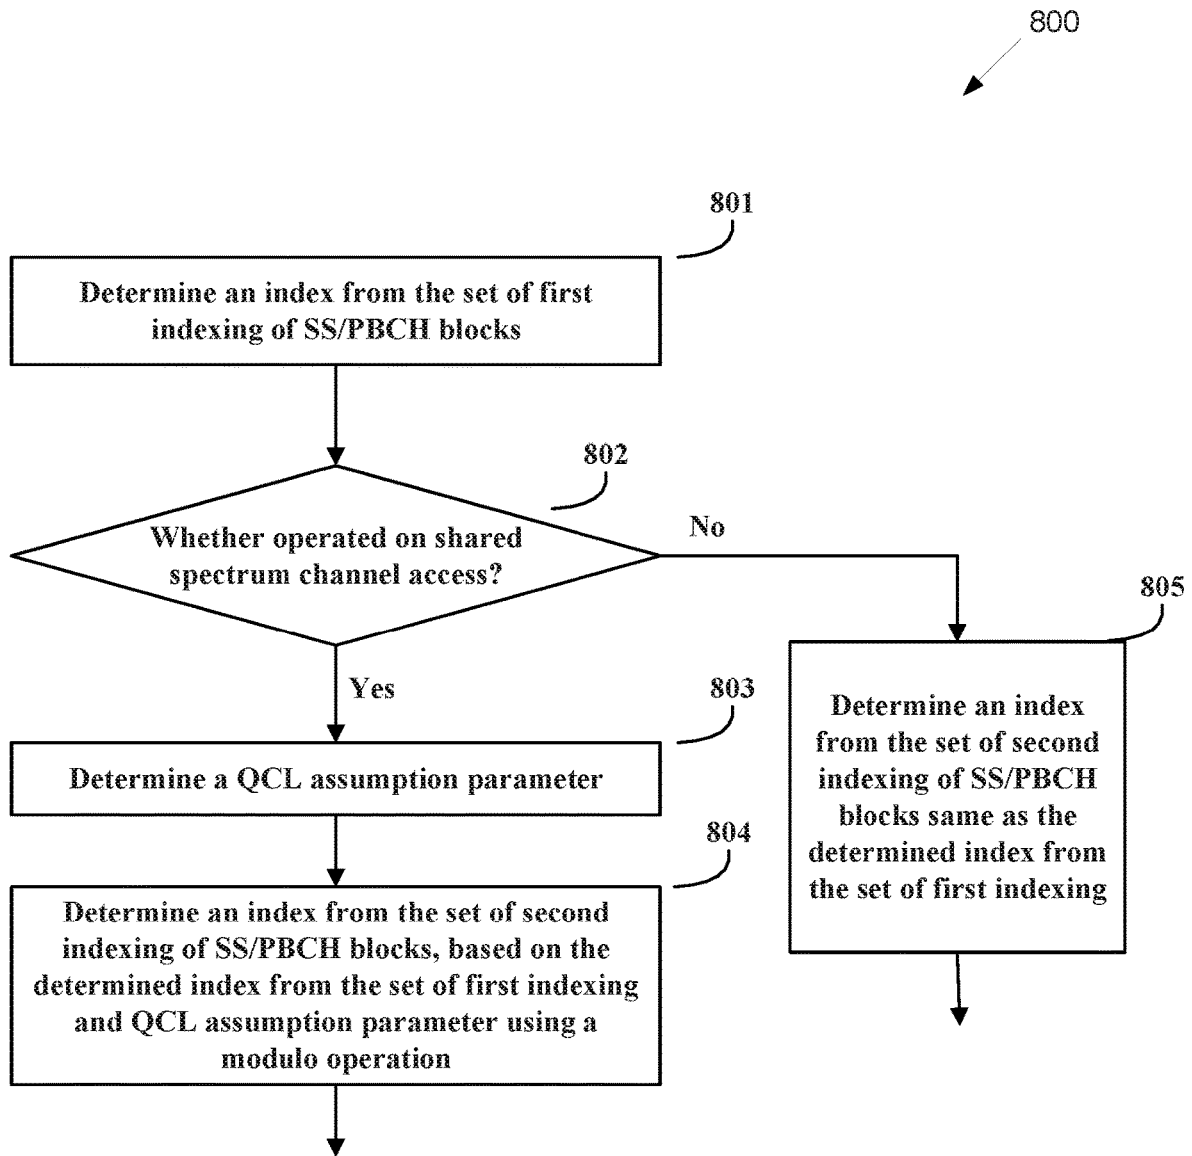 800
801
Determine an index from the set of first
indexing of SS/PBCH blocks
802
Whether operated on shared
spectrum channel access?
No
Yes
805
Determine an index
from the set of second
indexing of SS/PBCH
blocks same as the
determined index from
the set of first indexing
803
Determine a QCL assumption parameter
804
Determine an index from the set of second
indexing of SS/PBCH blocks, based on the
determined index from the set of first indexing
and QCL assumption parameter using a
modulo operation